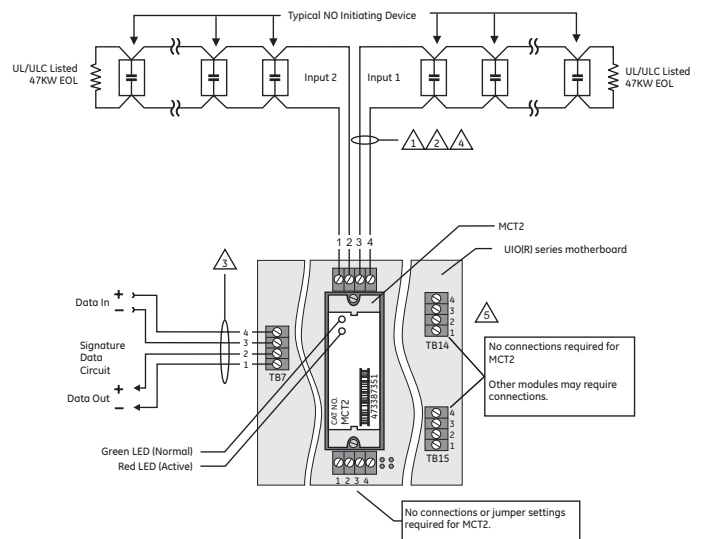 Typical NO Initiating Device
UL/ULC Listed
47KW EOL
Input 2
Input 1
UL/ULC Listed
47KW EOL
1 2 4
1 2 3 4
MCT2
UIO(R) series motherboard
3
Data In
+
−
Signature
Data
Circuit
Data Out
+
−
4
3
2
1
TB7
CAT NO.
MCT2
473387351
4
3
2
1
TB14
5
No connections required for
MCT2
Other modules may require
connections.
4
3
2
1
TB15
Green LED (Normal)
Red LED (Active)
1 2 3 4
No connections or jumper settings
required for MCT2.